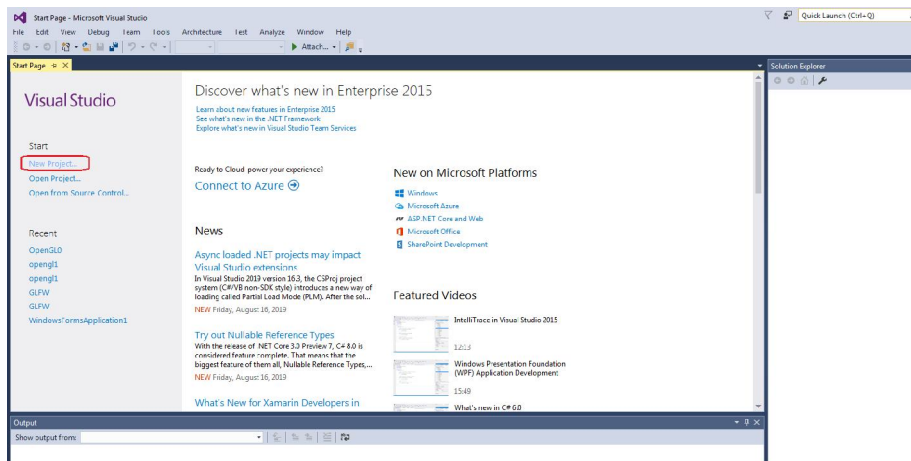 Start Page - Microsoft Visual Studio
Quick Launch (Ctrl+Q)
File Edit View Debug Team Tools Architecture Test Analyze Window Help
Attach...
Start Page
Solution Explorer
Visual Studio
Start
New Project...
Open Project...
Open from Source Control...
Recent
OpenGL0
opengl1
opengl1
GLFW
GLFW
WindowsFormsApplication1
Discover what's new in Enterprise 2015
Learn about new features in Enterprise 2015
See what's new in the .NET Framework
Explore what's new in Visual Studio Team Services
Ready to Cloud-power your experience?
Connect to Azure
News
Async loaded .NET projects may impact
Visual Studio extensions
In Visual Studio 2019 version 16.3, the CSProj project
system (C#/VB non-SDK style) introduces a new way of
loading called Partial Load Mode (PLM). After the sol...
NEW Friday, August 16, 2019
Try out Nullable Reference Types
With the release of .NET Core 3.0 Preview 7, C# 8.0 is
considered feature complete. That means that the
biggest feature of them all, Nullable Reference Types,...
NEW Friday, August 16, 2019
What's New for Xamarin Developers in
New on Microsoft Platforms
Windows
Microsoft Azure
ASP.NET Core and Web
Microsoft Office
SharePoint Development
Featured Videos
IntelliTrace in Visual Studio 2015
12:13
Windows Presentation Foundation
(WPF) Application Development
15:49
What's new in C# 6.0
Output
Show output from: